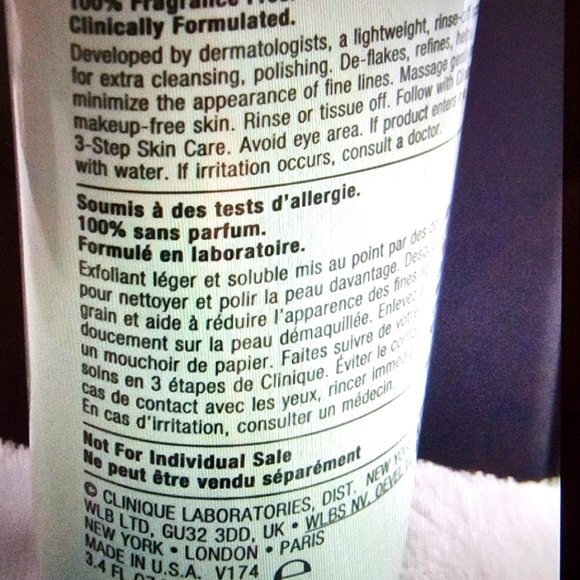 100% Fragrance
Clinically Formulated.
Developed by dermatologists, a lightweight, rinse-off
for extra cleansing, polishing. De-flakes, refines,
minimize the appearance of fine lines. Massage
makeup-free skin. Rinse or tissue off. Follow with
3-Step Skin Care. Avoid eye area. If product enters
with water. If irritation occurs, consult a doctor.
Soumis à des tests d'allergie.
100% sans parfum.
Formulé en laboratoire.
Exfoliant léger et soluble mis au point par des
pour nettoyer et polir la peau davantage.
grain et aide à réduire l'apparence des fines
doucement sur la peau démaquillée. Enlevez
un mouchoir de papier. Faites suivre de votre
soins en 3 étapes de Clinique. Éviter le
cas de contact avec les yeux, rincer
En cas d'irritation, consulter un médecin.
Not For Individual Sale
Ne peut être vendu séparément
© CLINIQUE LABORATORIES, DIST. NEW
WLB LTD, GU32 3DD, UK • WLBS NV,
NEW YORK • LONDON • PARIS
MADE IN U.S.A. V174
3.4 FL e